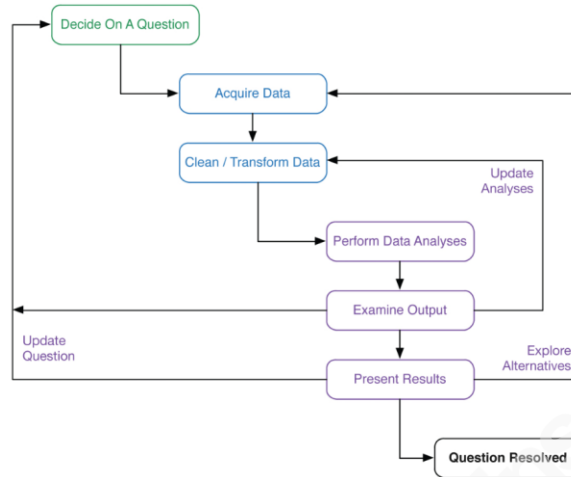 Decide On A Question
Acquire Data
Clean / Transform Data
Update
Analyses
Perform Data Analyses
Examine Output
Update
Question
Explore
Alternatives
Present Results
Question Resolved